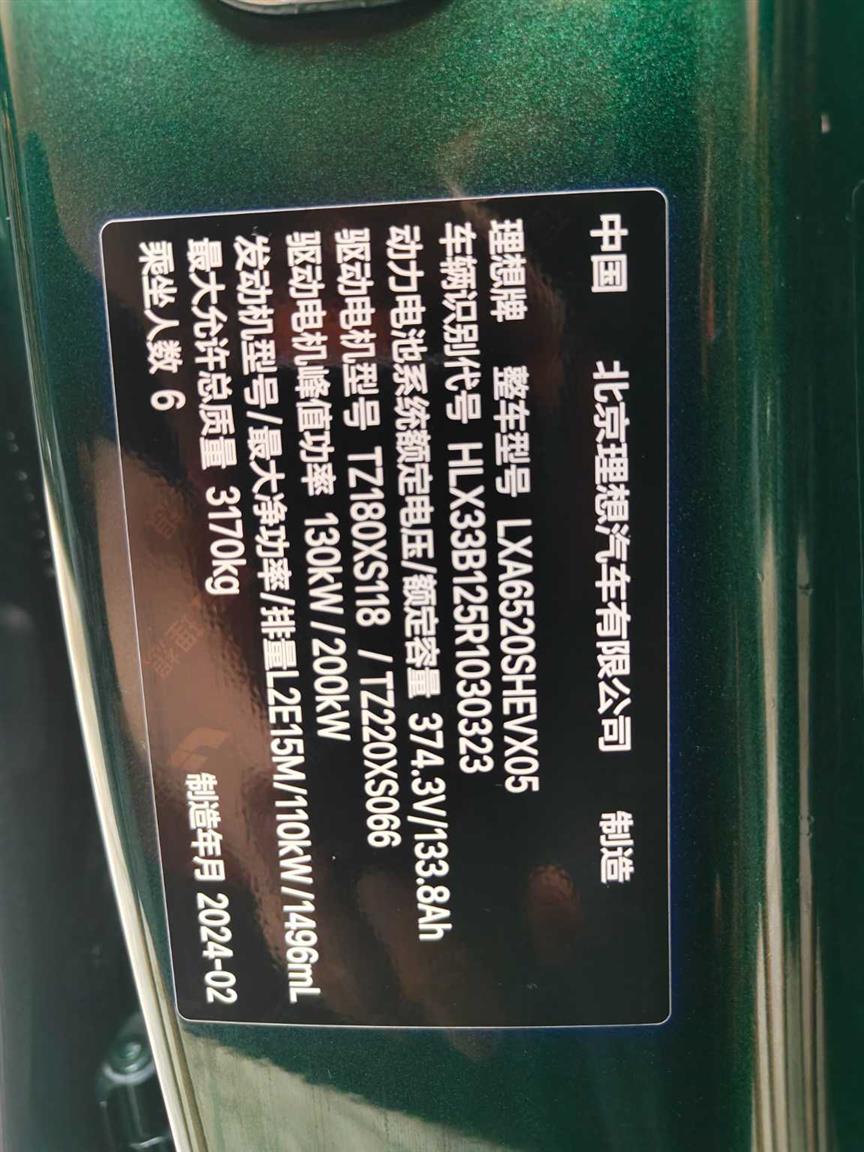 中国 北京理想汽车有限公司 制造
理想牌 整车型号 LXA6520SHEVX05
车辆识别代号 HLX33B125R1030323
动力电池系统额定电压/额定容量 374.3V/133.8Ah
驱动电机型号 TZ180XS118 / TZ220XS066
驱动电机峰值功率 130kW / 200kW
发动机型号/最大净功率/排量L2E15M/110kW/1496mL
最大允许总质量 3170kg
乘坐人数 6 制造年月 2024-02